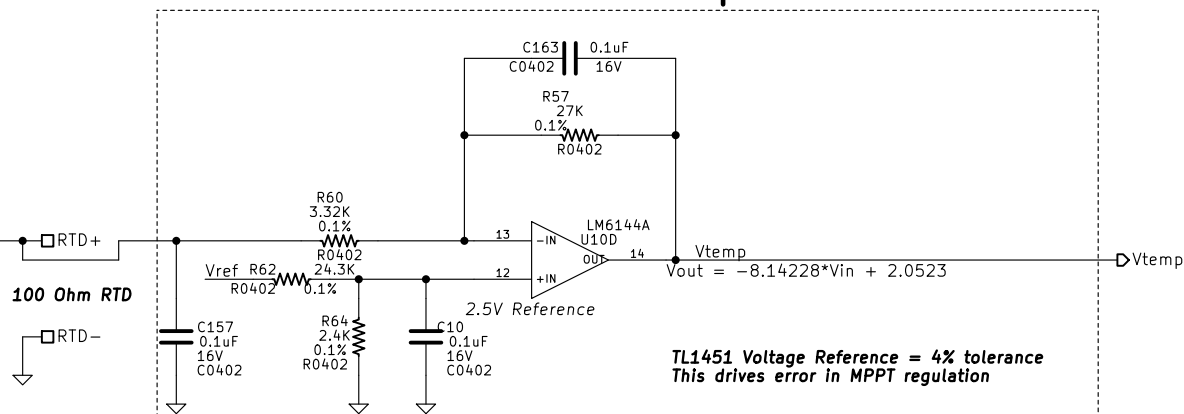 C163 0.1uF
C0402 16V
R57
27K
0.1%
R0402
R60
3.32K
0.1%
R0402
RTD+
13
-IN
LM6144A
U10D
OUT
14
Vtemp
Vout = -8.14228*Vin + 2.0523
Vtemp
Vref R62 24.3K
R0402 0.1%
12
+IN
2.5V Reference
100 Ohm RTD
RTD-
C157
0.1uF
16V
C0402
R64
2.4K
0.1%
R0402
C10
0.1uF
16V
C0402
TL1451 Voltage Reference = 4% tolerance
This drives error in MPPT regulation